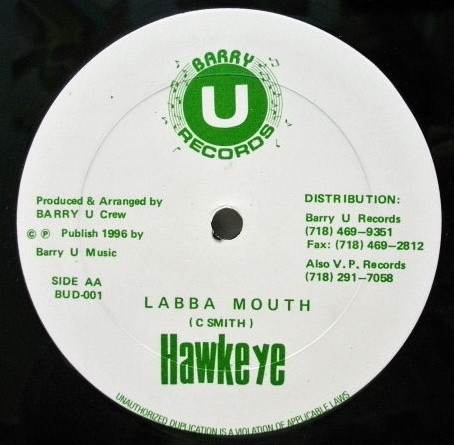 BARRY
U
RECORDS
Produced & Arranged by
BARRY U Crew
© ℗ Publish 1996 by
Barry U Music
SIDE AA
BUD-001
DISTRIBUTION:
Barry U Records
(718) 469-9351
Fax: (718) 469-2812
Also V. P. Records
(718) 291-7058
LABBA MOUTH
(C SMITH)
Hawkeye
UNAUTHORIZED DUPLICATION IS A VIOLATION OF APPLICABLE LAWS